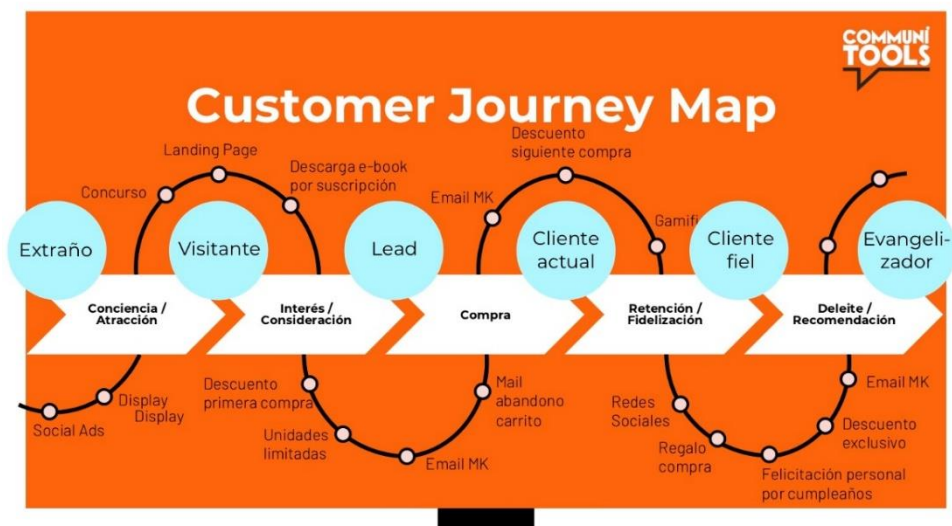 COMMUNÍ
TOOLS
Customer Journey Map
Landing Page
Concurso
Descarga e-book
por suscripción
Email MK
Descuento
siguiente compra
Gamifi
Extraño
Visitante
Lead
Cliente
actual
Cliente
fiel
Evangeli-
zador
Conciencia /
Atracción
Interés /
Consideración
Compra
Retención /
Fidelización
Deleite /
Recomendación
Social Ads
Display
Display
Descuento
primera compra
Unidades
limitadas
Email MK
Mail
abandono
carrito
Redes
Sociales
Regalo
compra
Felicitación personal
por cumpleaños
Descuento
exclusivo
Email MK